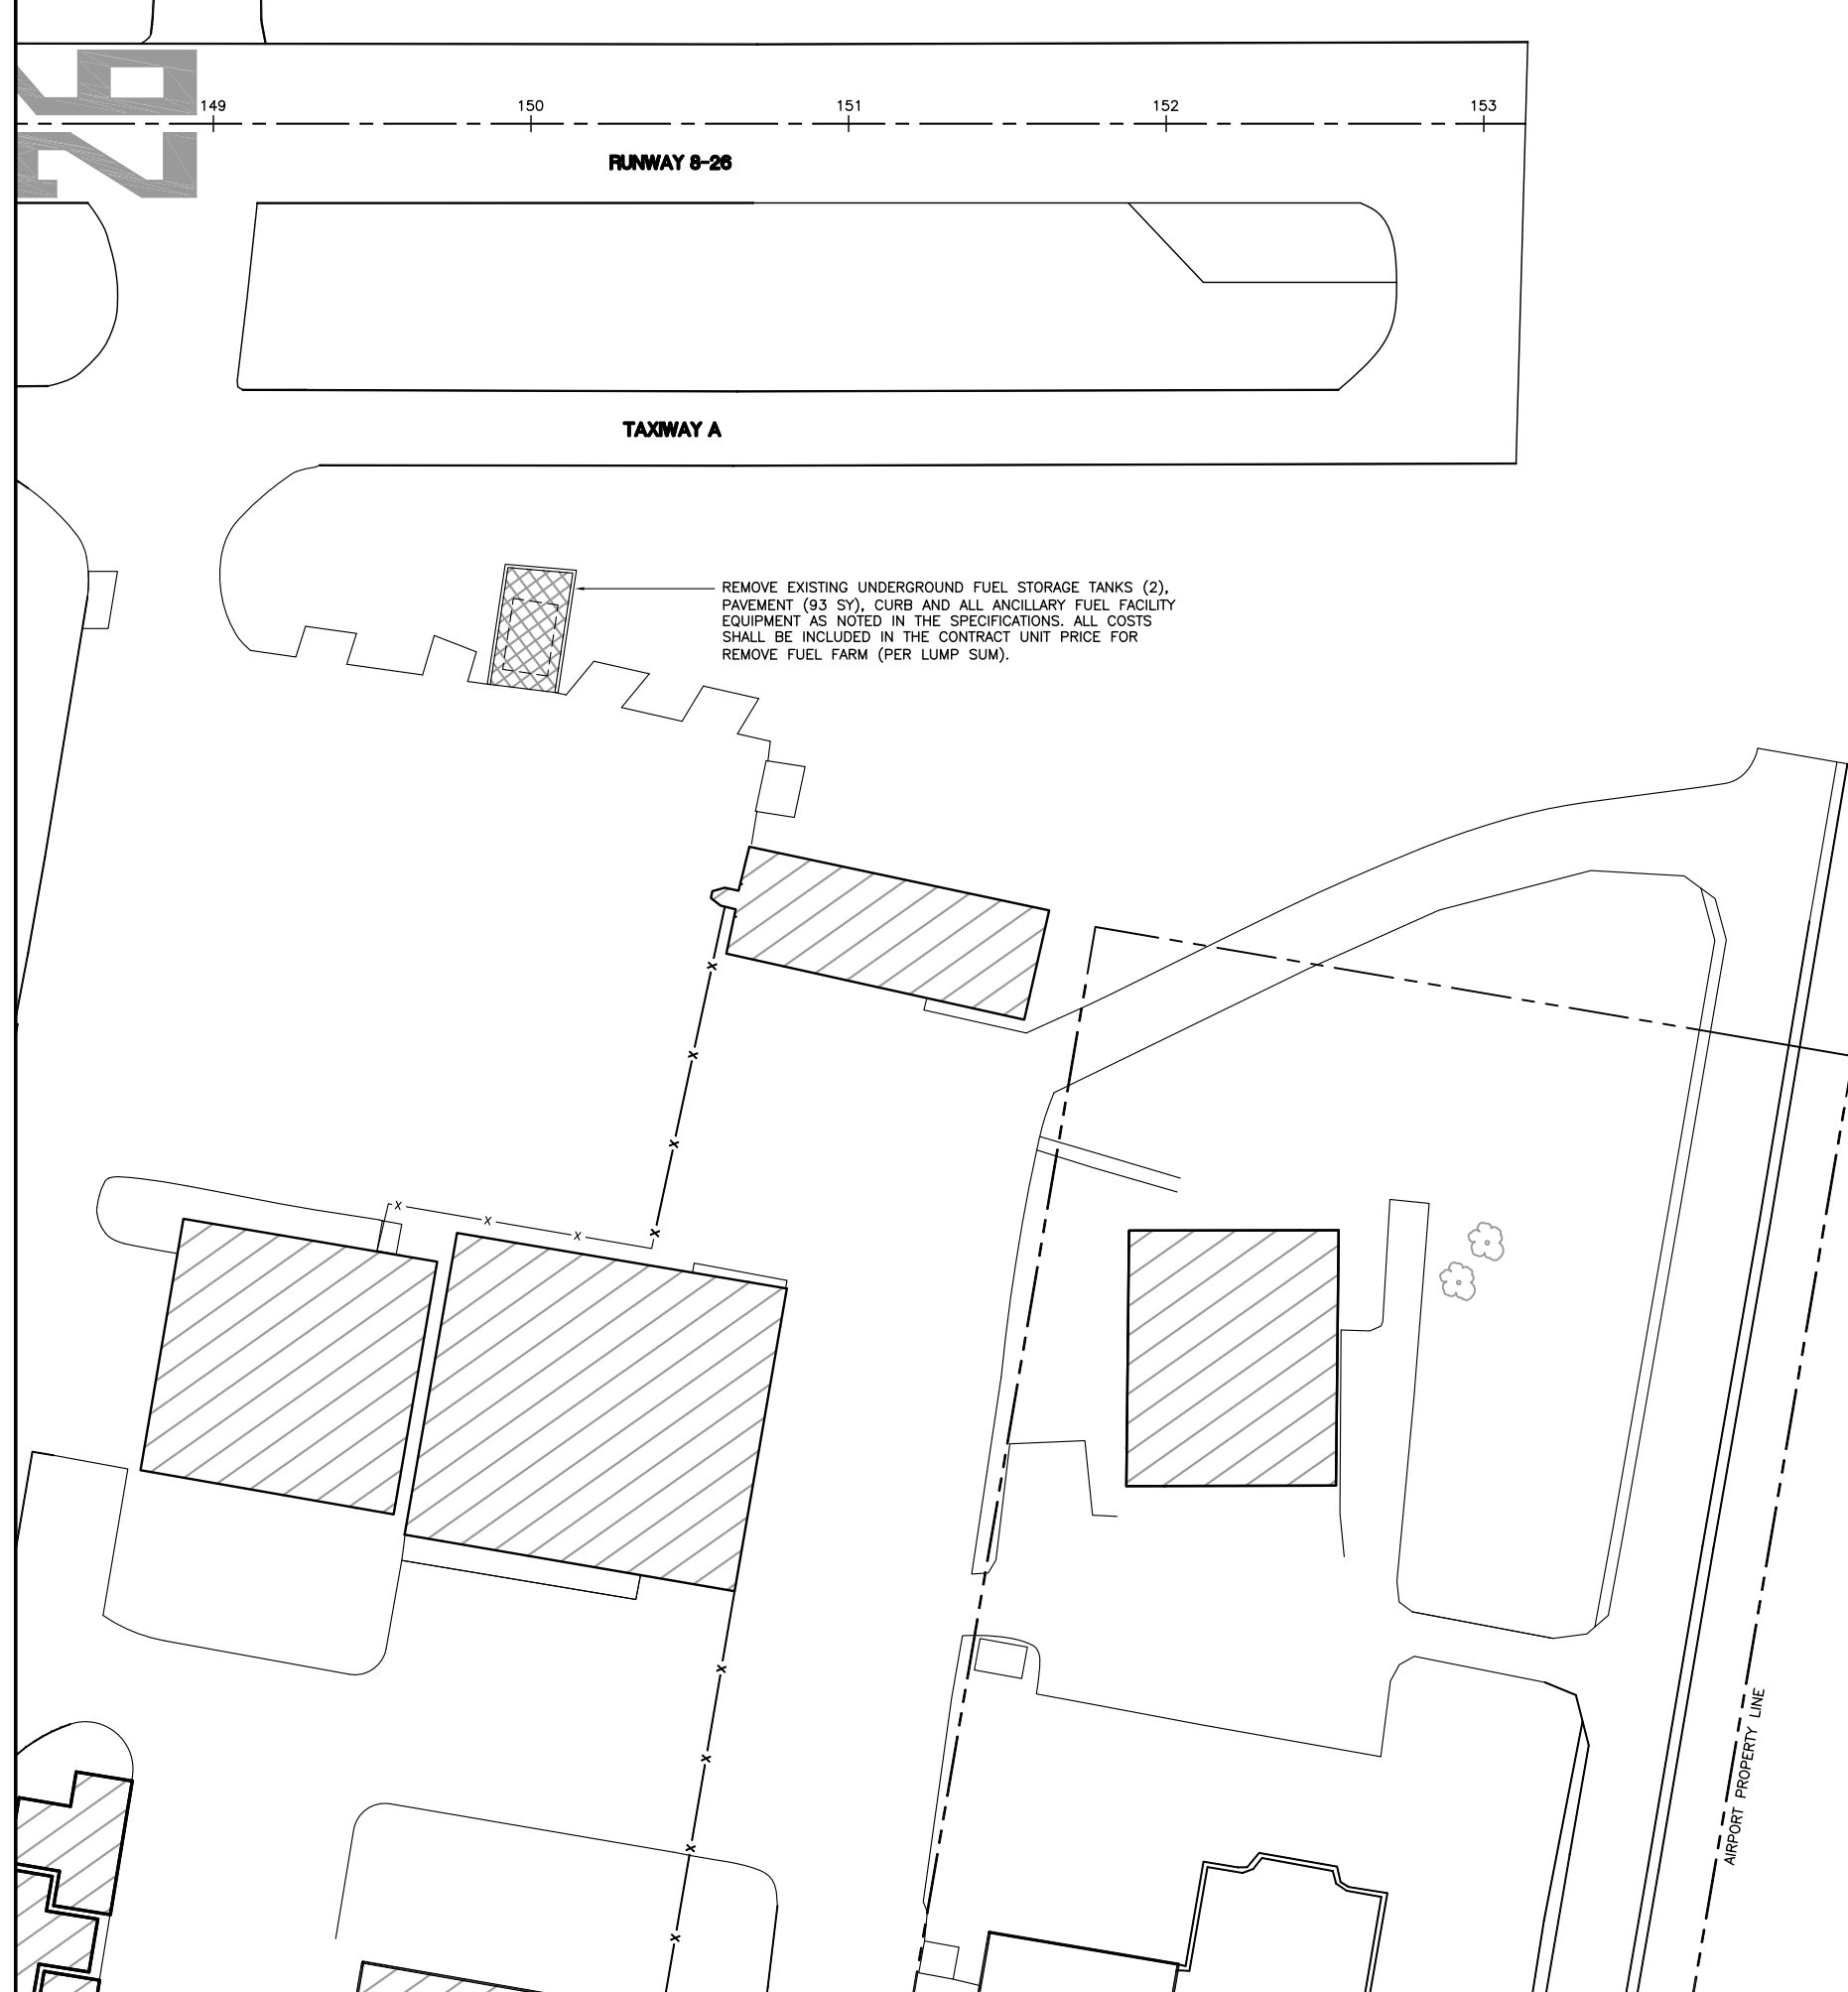 149 150 151 152 153
RUNWAY 8-26
TAXIWAY A
REMOVE EXISTING UNDERGROUND FUEL STORAGE TANKS (2),
PAVEMENT (93 SY), CURB AND ALL ANCILLARY FUEL FACILITY
EQUIPMENT AS NOTED IN THE SPECIFICATIONS. ALL COSTS
SHALL BE INCLUDED IN THE CONTRACT UNIT PRICE FOR
REMOVE FUEL FARM (PER LUMP SUM).
AIRPORT PROPERTY LINE